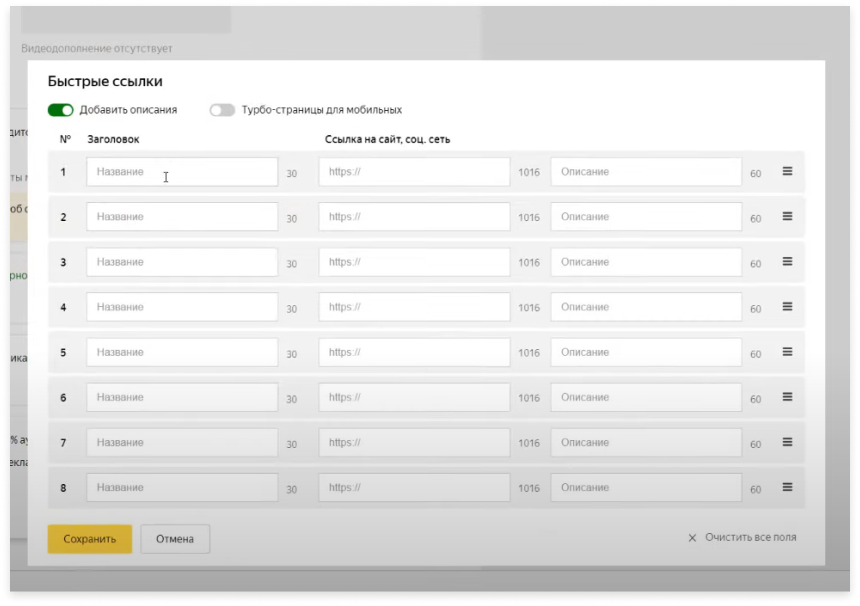 Видеодополнение отсутствует
Быстрые ссылки
Добавить описания Турбо-страницы для мобильных
№ Заголовок Ссылка на сайт, соц. сеть
1 Название 30 https:// 1016 Описание 60
2 Название 30 https:// 1016 Описание 60
3 Название 30 https:// 1016 Описание 60
4 Название 30 https:// 1016 Описание 60
5 Название 30 https:// 1016 Описание 60
6 Название 30 https:// 1016 Описание 60
7 Название 30 https:// 1016 Описание 60
8 Название 30 https:// 1016 Описание 60
Сохранить Отмена Очистить все поля